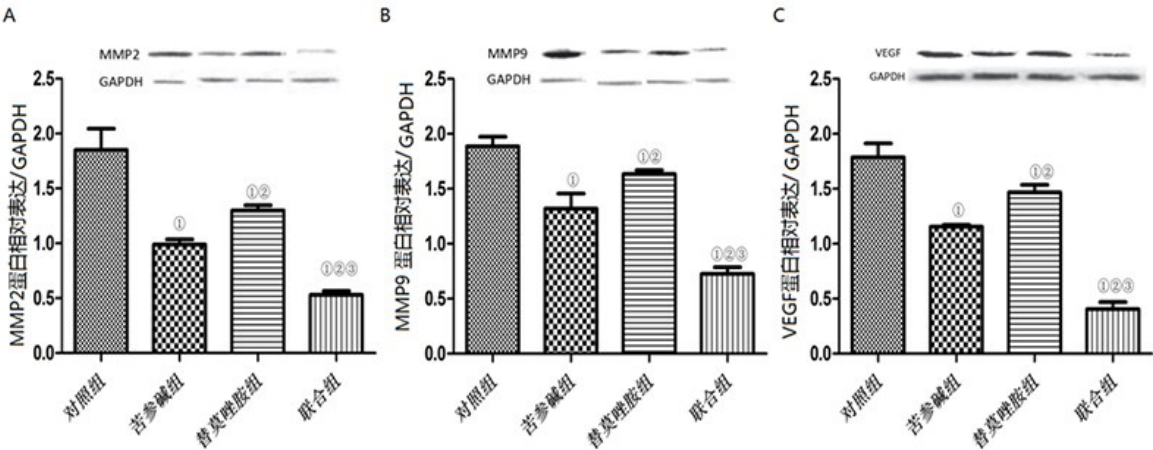 A
MMP2
GAPDH
MMP2蛋白相对表达/GAPDH
2.5
2.0
1.5
1.0
0.5
0.0
①
①②
①②③
对照组
苦参碱组
替莫唑胺组
联合组
B
MMP9
GAPDH
MMP9 蛋白相对表达/GAPDH
2.5
2.0
1.5
1.0
0.5
0.0
①
①②
①②③
对照组
苦参碱组
替莫唑胺组
联合组
C
VEGF
GAPDH
VEGF蛋白相对表达/GAPDH
2.5
2.0
1.5
1.0
0.5
0.0
①
①②
①②③
对照组
苦参碱组
替莫唑胺组
联合组